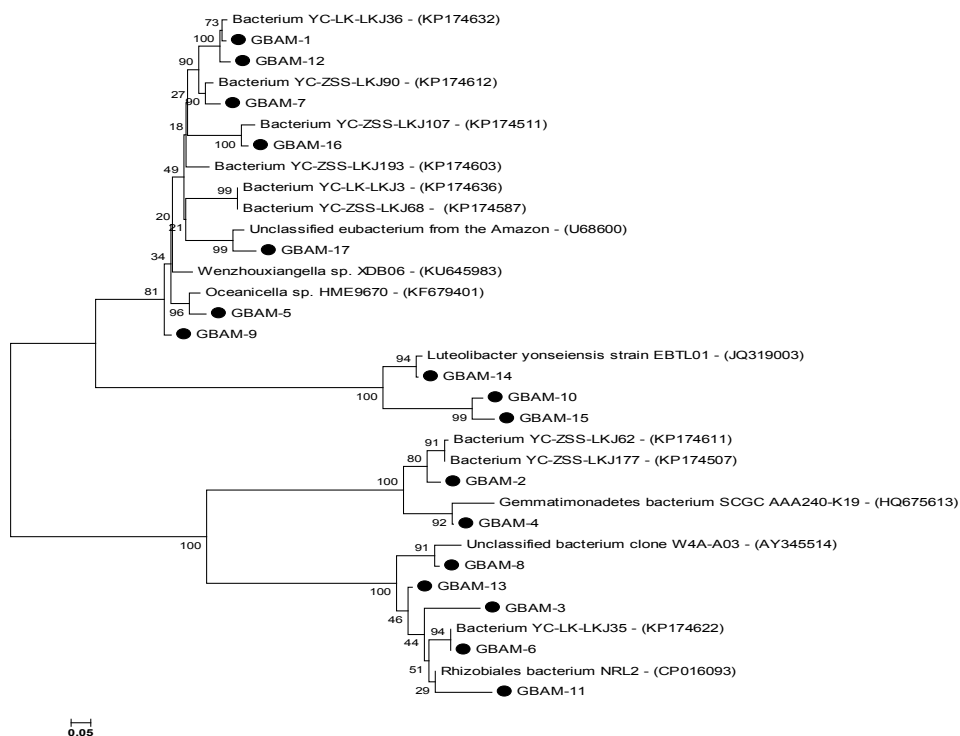 73
Bacterium YC-LK-LKJ36 - (KP174632)
100
GBAM-1
90
GBAM-12
Bacterium YC-ZSS-LKJ90 - (KP174612)
27
90
GBAM-7
18
Bacterium YC-ZSS-LKJ107 - (KP174511)
100
GBAM-16
49
Bacterium YC-ZSS-LKJ193 - (KP174603)
99
Bacterium YC-LK-LKJ3 - (KP174636)
Bacterium YC-ZSS-LKJ68 - (KP174587)
20
21
Unclassified eubacterium from the Amazon - (U68600)
99
GBAM-17
34
Wenzhouxiangella sp. XDB06 - (KU645983)
81
Oceanicella sp. HME9670 - (KF679401)
96
GBAM-5
GBAM-9
94
Luteolibacter yonseiensis strain EBTL01 - (JQ319003)
GBAM-14
100
GBAM-10
99
GBAM-15
91
Bacterium YC-ZSS-LKJ62 - (KP174611)
80
Bacterium YC-ZSS-LKJ177 - (KP174507)
100
GBAM-2
Gemmatimonadetes bacterium SCGC AAA240-K19 - (HQ675613)
92
GBAM-4
100
91
Unclassified bacterium clone W4A-A03 - (AY345514)
GBAM-8
100
GBAM-13
46
GBAM-3
44
94
Bacterium YC-LK-LKJ35 - (KP174622)
GBAM-6
51
Rhizobiales bacterium NRL2 - (CP016093)
29
GBAM-11
0.05